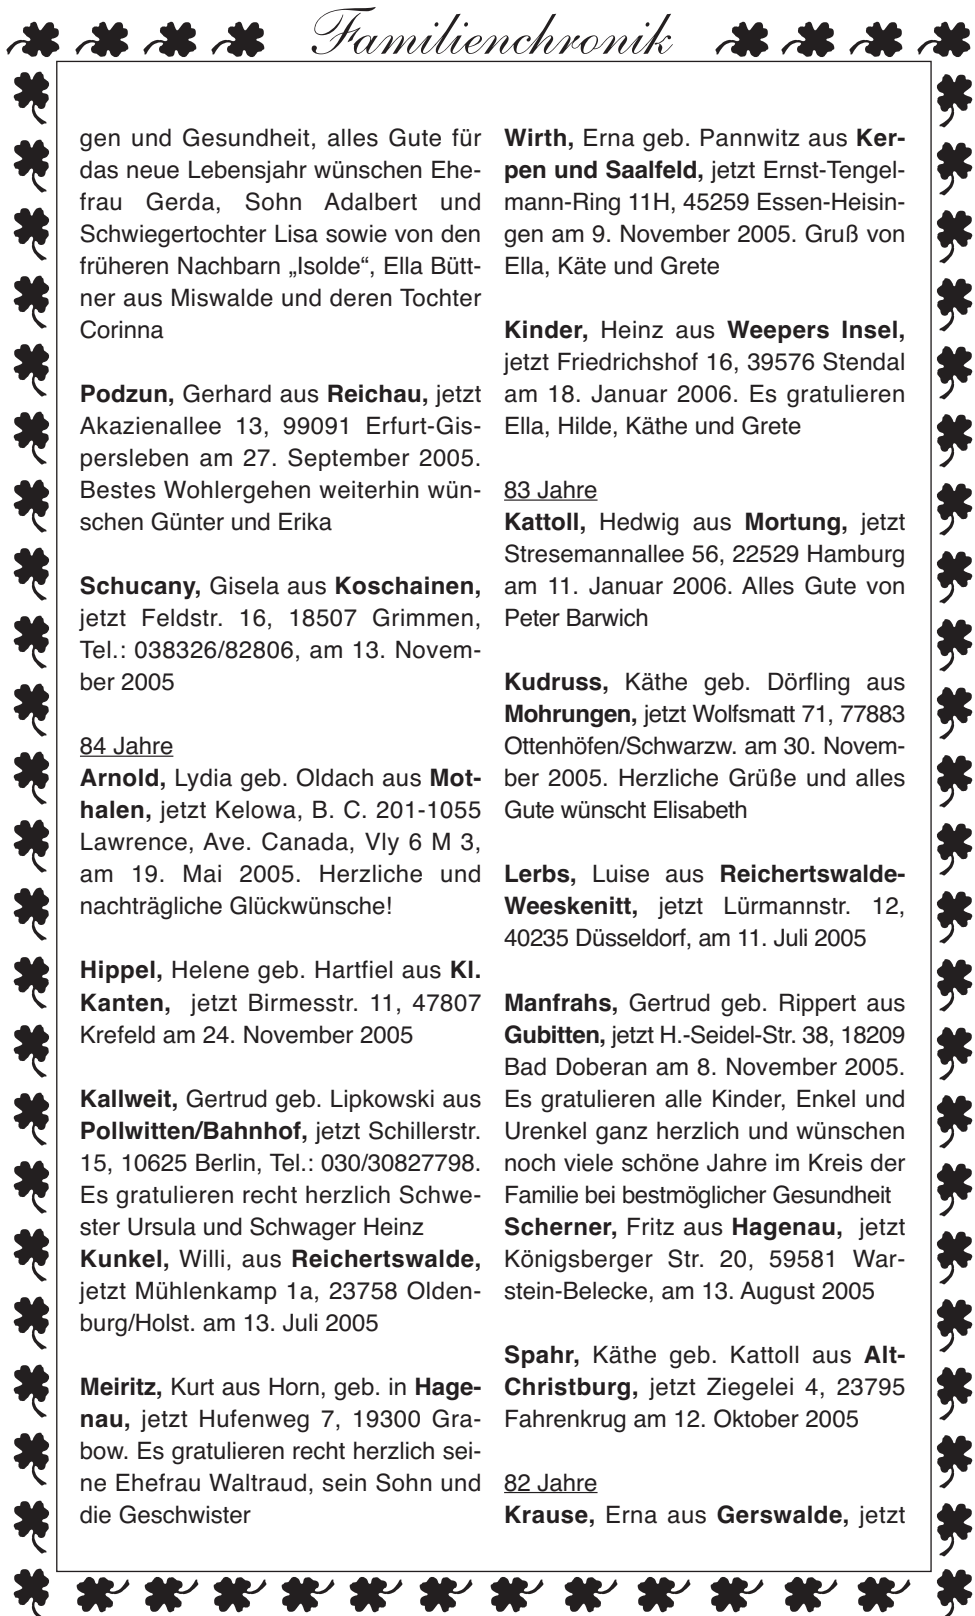 Familienchronik
gen und Gesundheit, alles Gute für
das neue Lebensjahr wünschen Ehe-
frau Gerda, Sohn Adalbert und
Schwiegertochter Lisa sowie von den
früheren Nachbarn „Isolde“, Ella Bütt-
ner aus Miswalde und deren Tochter
Corinna
Podzun, Gerhard aus Reichau, jetzt
Akazienallee 13, 99091 Erfurt-Gis-
persleben am 27. September 2005.
Bestes Wohlergehen weiterhin wün-
schen Günter und Erika
Schucany, Gisela aus Koschainen,
jetzt Feldstr. 16, 18507 Grimmen,
Tel.: 038326/82806, am 13. Novem-
ber 2005
84 Jahre
Arnold, Lydia geb. Oldach aus Mot-
halen, jetzt Kelowa, B. C. 201-1055
Lawrence, Ave. Canada, Vly 6 M 3,
am 19. Mai 2005. Herzliche und
nachträgliche Glückwünsche!
Hippel, Helene geb. Hartfiel aus Kl.
Kanten, jetzt Birmesstr. 11, 47807
Krefeld am 24. November 2005
Kallweit, Gertrud geb. Lipkowski aus
Pollwitten/Bahnhof, jetzt Schillerstr.
15, 10625 Berlin, Tel.: 030/30827798.
Es gratulieren recht herzlich Schwe-
ster Ursula und Schwager Heinz
Kunkel, Willi, aus Reichertswalde,
jetzt Mühlenkamp 1a, 23758 Olden-
burg/Holst. am 13. Juli 2005
Meiritz, Kurt aus Horn, geb. in Hage-
nau, jetzt Hufenweg 7, 19300 Gra-
bow. Es gratulieren recht herzlich sei-
ne Ehefrau Waltraud, sein Sohn und
die Geschwister
Wirth, Erna geb. Pannwitz aus Ker-
pen und Saalfeld, jetzt Ernst-Tengel-
mann-Ring 11H, 45259 Essen-Heisin-
gen am 9. November 2005. Gruß von
Ella, Käte und Grete
Kinder, Heinz aus Weepers Insel,
jetzt Friedrichshof 16, 39576 Stendal
am 18. Januar 2006. Es gratulieren
Ella, Hilde, Käthe und Grete
83 Jahre
Kattoll, Hedwig aus Mortung, jetzt
Stresemannallee 56, 22529 Hamburg
am 11. Januar 2006. Alles Gute von
Peter Barwich
Kudruss, Käthe geb. Dörfling aus
Mohrungen, jetzt Wolfsmatt 71, 77883
Ottenhöfen/Schwarzw. am 30. Novem-
ber 2005. Herzliche Grüße und alles
Gute wünscht Elisabeth
Lerbs, Luise aus Reichertswalde-
Weeskenitt, jetzt Lürmannstr. 12,
40235 Düsseldorf, am 11. Juli 2005
Manfrahs, Gertrud geb. Rippert aus
Gubitten, jetzt H.-Seidel-Str. 38, 18209
Bad Doberan am 8. November 2005.
Es gratulieren alle Kinder, Enkel und
Urenkel ganz herzlich und wünschen
noch viele schöne Jahre im Kreis der
Familie bei bestmöglicher Gesundheit
Scherner, Fritz aus Hagenau, jetzt
Königsberger Str. 20, 59581 War-
stein-Belecke, am 13. August 2005
Spahr, Käthe geb. Kattoll aus Alt-
Christburg, jetzt Ziegelei 4, 23795
Fahrenkrug am 12. Oktober 2005
82 Jahre
Krause, Erna aus Gerswalde, jetzt